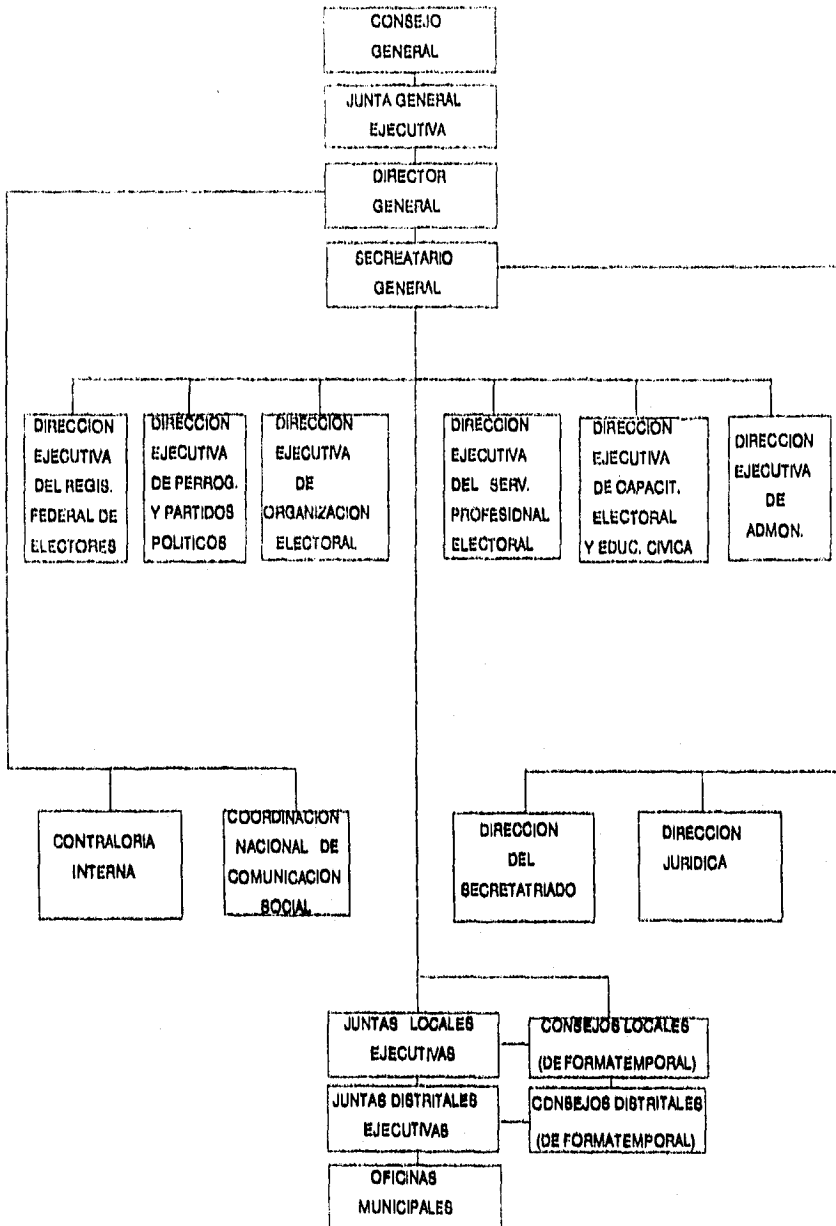 CONSEJO
GENERAL
JUNTA GENERAL
EJECUTIVA
DIRECTOR
GENERAL
SECREATARIO
GENERAL
DIRECCION
EJECUTIVA
DEL REGIS.
FEDERAL DE
ELECTORES
DIRECCION
EJECUTIVA
DE PERROG.
Y PARTIDOS
POLITICOS
DIRECCION
EJECUTIVA
DE
ORGANIZACION
ELECTORAL
DIRECCION
EJECUTIVA
DEL SERV.
PROFESIONAL
ELECTORAL
DIRECCION
EJECUTIVA
DE CAPACIT.
ELECTORAL
Y EDUC. CIVICA
DIRECCION
EJECUTIVA
DE
ADMON.
CONTRALORIA
INTERNA
COORDINACION
NACIONAL DE
COMUNICACION
SOCIAL
DIRECCION
DEL
SECRETATRIADO
DIRECCION
JURIDICA
JUNTAS LOCALES
EJECUTIVAS
CONSEJOS LOCALES
(DE FORMATEMPORAL)
JUNTAS DISTRITALES
EJECUTIVAS
CONSEJOS DISTRITALES
(DE FORMATEMPORAL)
OFICINAS
MUNICIPALES